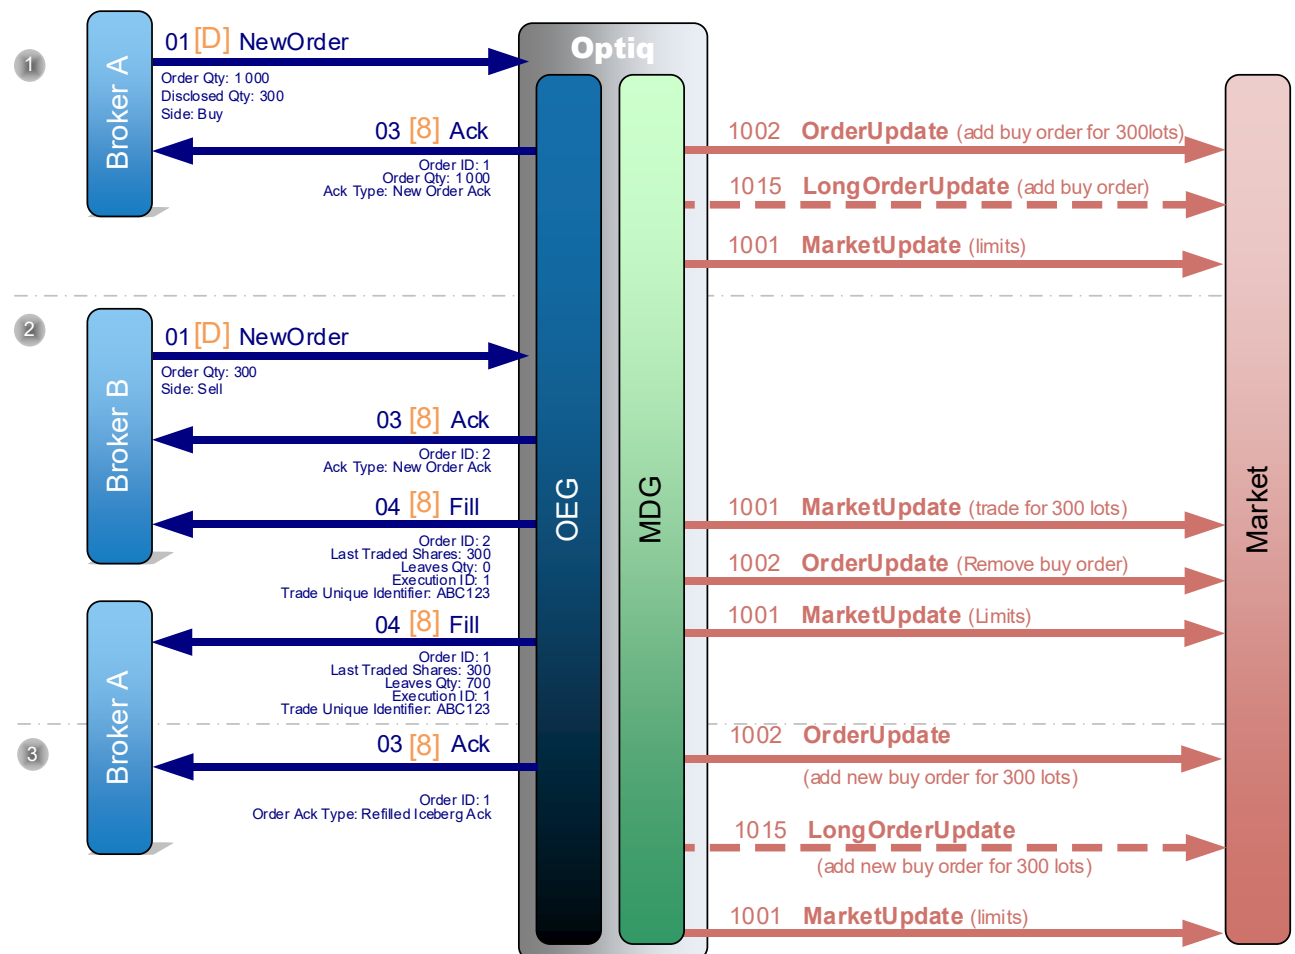 Optiq
1
Broker A
01 [D] NewOrder
Order Qty: 1000
Disclosed Qty: 300
Side: Buy
03 [8] Ack
Order ID: 1
Order Qty: 1000
Ack Type: New Order Ack
1002 OrderUpdate (add buy order for 300lots)
1015 LongOrderUpdate (add buy order)
1001 MarketUpdate (limits)
2
Broker B
01 [D] NewOrder
Order Qty: 300
Side: Sell
03 [8] Ack
Order ID: 2
Ack Type: New Order Ack
OEG
MDG
Market
04 [8] Fill
Order ID: 2
Last Traded Shares: 300
Leaves Qty: 0
Execution ID: 1
Trade Unique Identifier: ABC123
1001 MarketUpdate (trade for 300 lots)
1002 OrderUpdate (Remove buy order)
1001 MarketUpdate (Limits)
Broker A
04 [8] Fill
Order ID: 1
Last Traded Shares: 300
Leaves Qty: 700
Execution ID: 1
Trade Unique Identifier: ABC123
3
03 [8] Ack
Order ID: 1
Order Ack Type: Refilled Iceberg Ack
1002 OrderUpdate
(add new buy order for 300 lots)
1015 LongOrderUpdate
(add new buy order for 300 lots)
1001 MarketUpdate (limits)